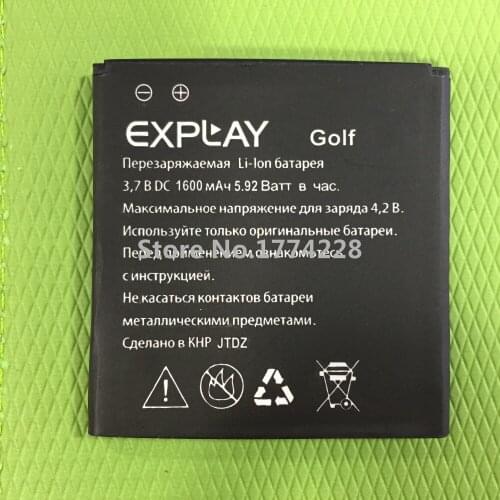 EXPLAY Golf
Перезаряжаемая Li-Ion батарея
3,7 В DC 1600 мАч 5.92 Ватт в час.
Максимальное напряжение для заряда 4,2 В.
Используйте только оригинальные батареи.
Store No.1774228
Перед применением ознакомьтесь
с инструкцией.
Не касаться контактов батареи
металлическими предметами.
Сделано в КНР JTDZ